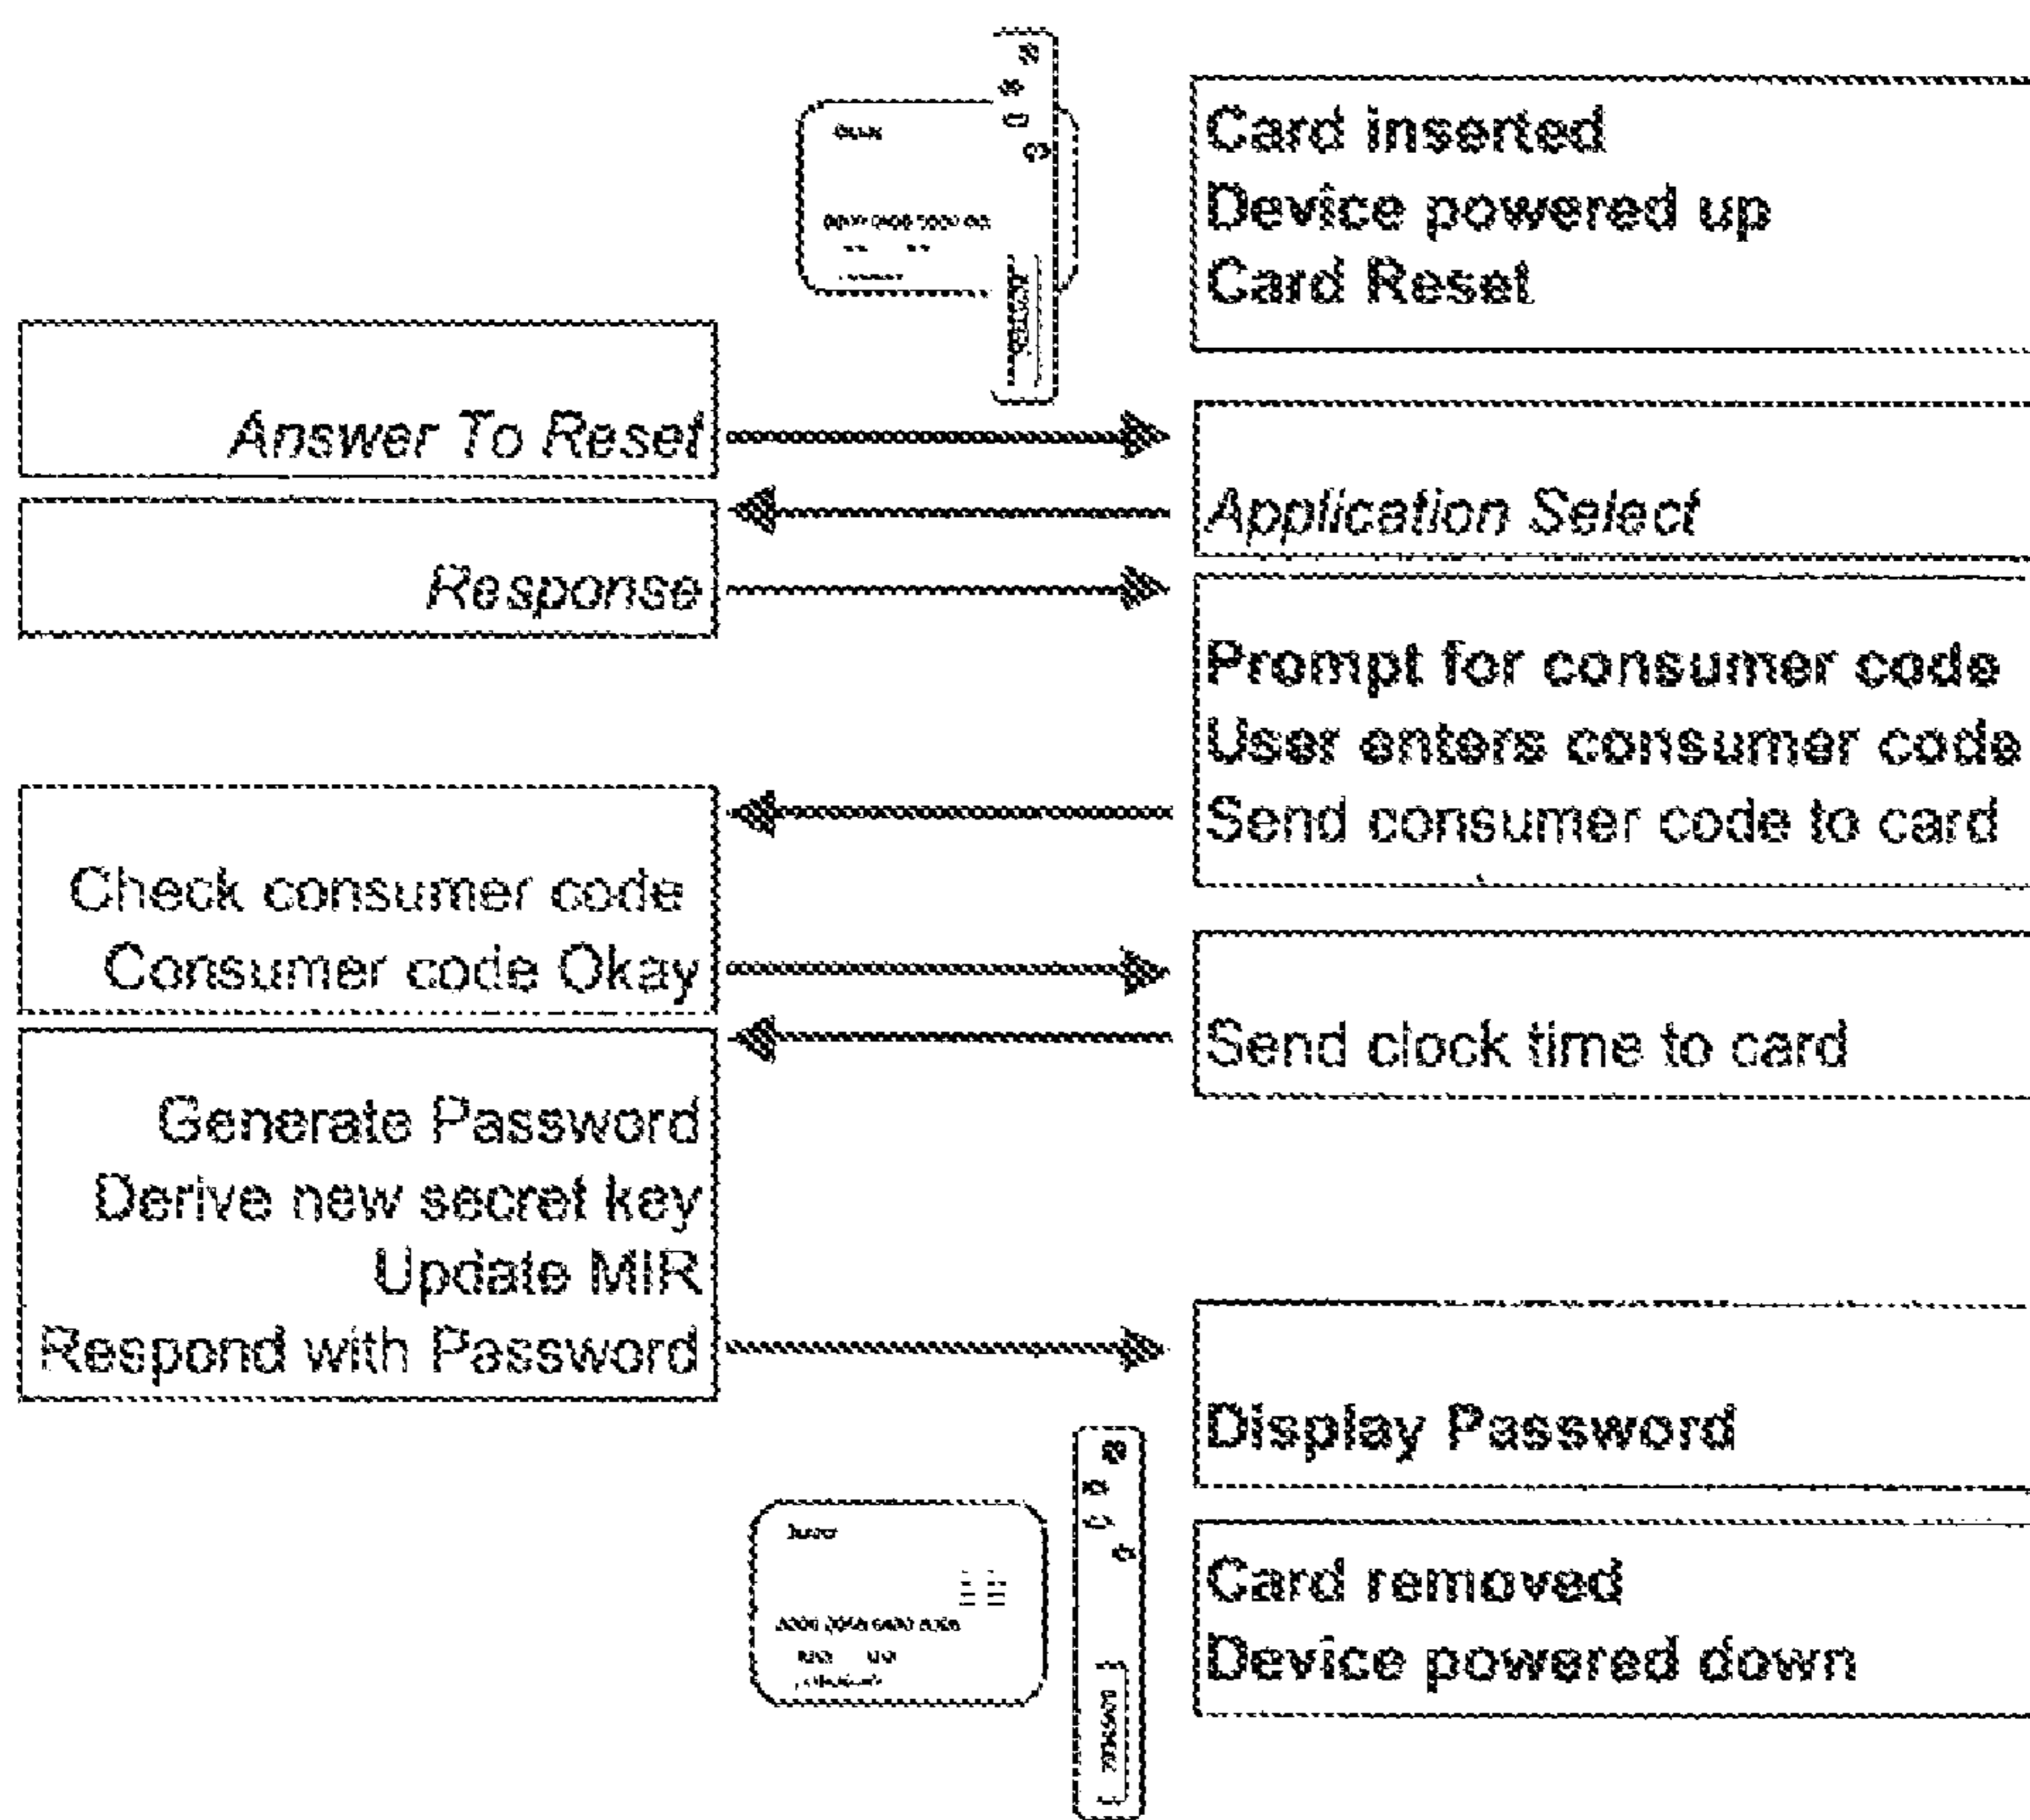 Card inserted
Device powered up
Card Reset
Answer To Reset
Application Select
Response
Prompt for consumer code
User enters consumer code
Send consumer code to card
Check consumer code
Consumer code Okay
Send clock time to card
Generate Password
Derive new secret key
Update MIR
Respond with Password
Display Password
Card removed
Device powered down